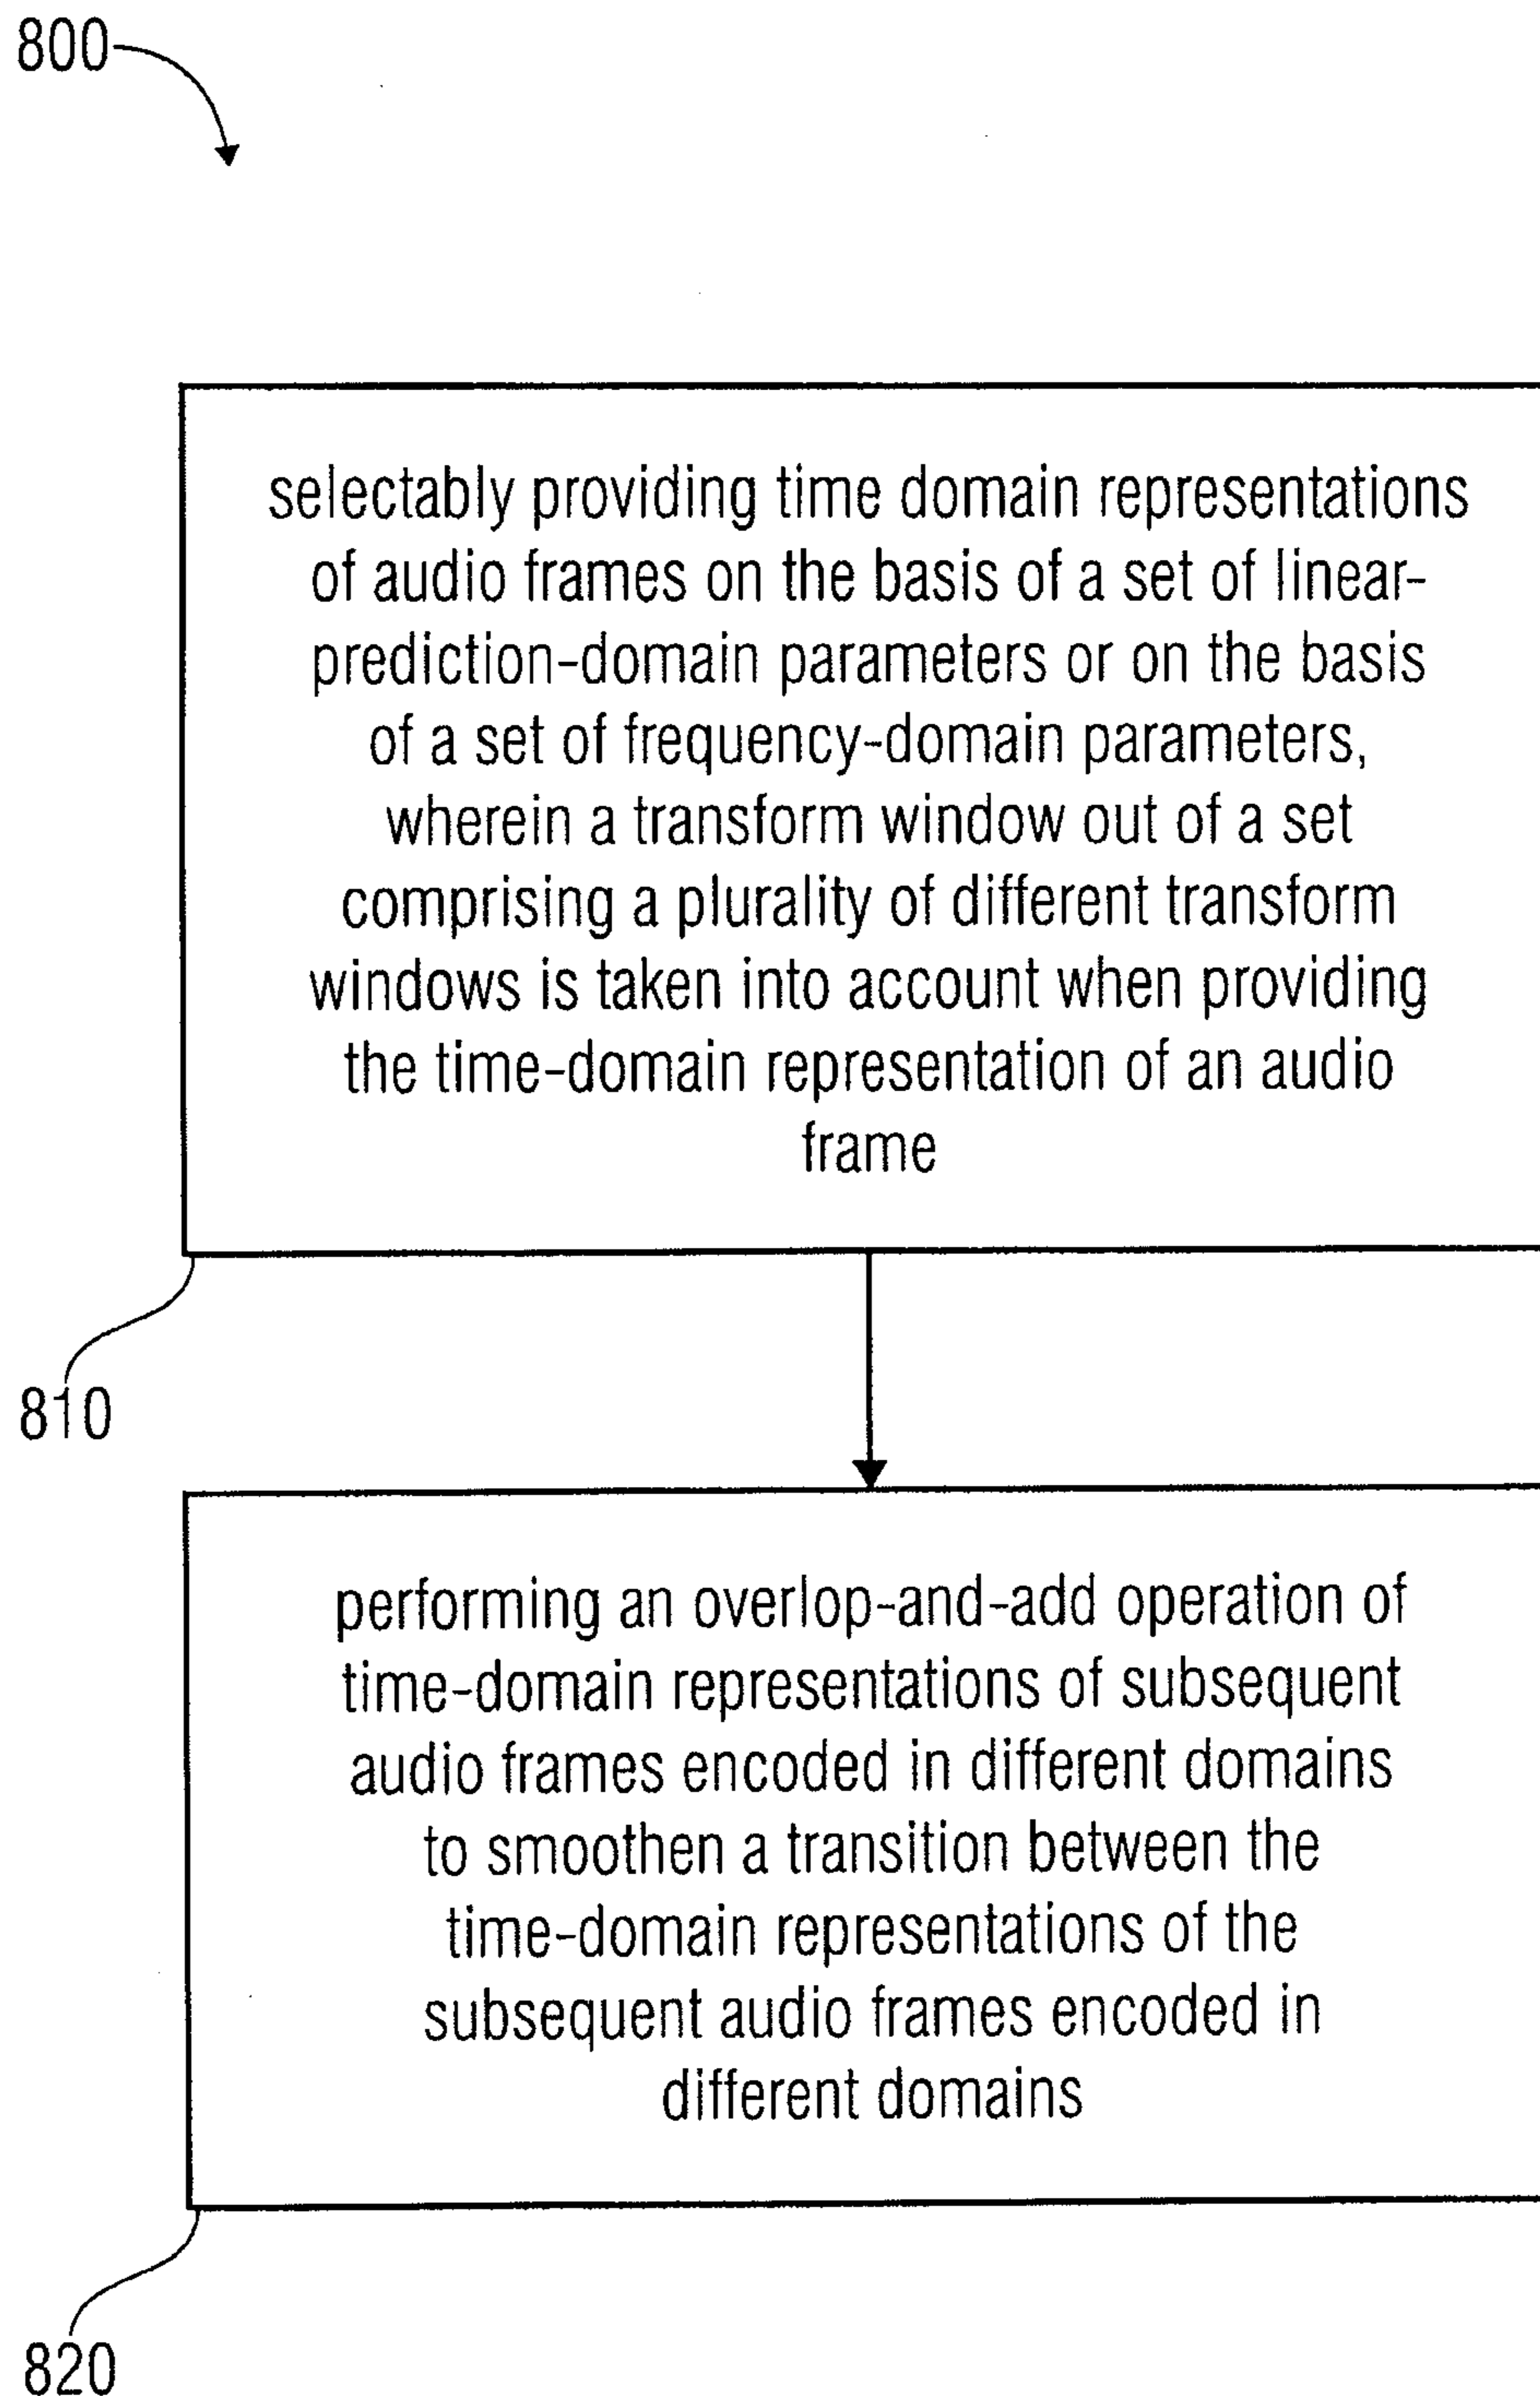 800
selectably providing time domain representations
of audio frames on the basis of a set of linear-
prediction-domain parameters or on the basis
of a set of frequency-domain parameters,
wherein a transform window out of a set
comprising a plurality of different transform
windows is taken into account when providing
the time-domain representation of an audio
frame
810
performing an overlop-and-add operation of
time-domain representations of subsequent
audio frames encoded in different domains
to smoothen a transition between the
time-domain representations of the
subsequent audio frames encoded in
different domains
820